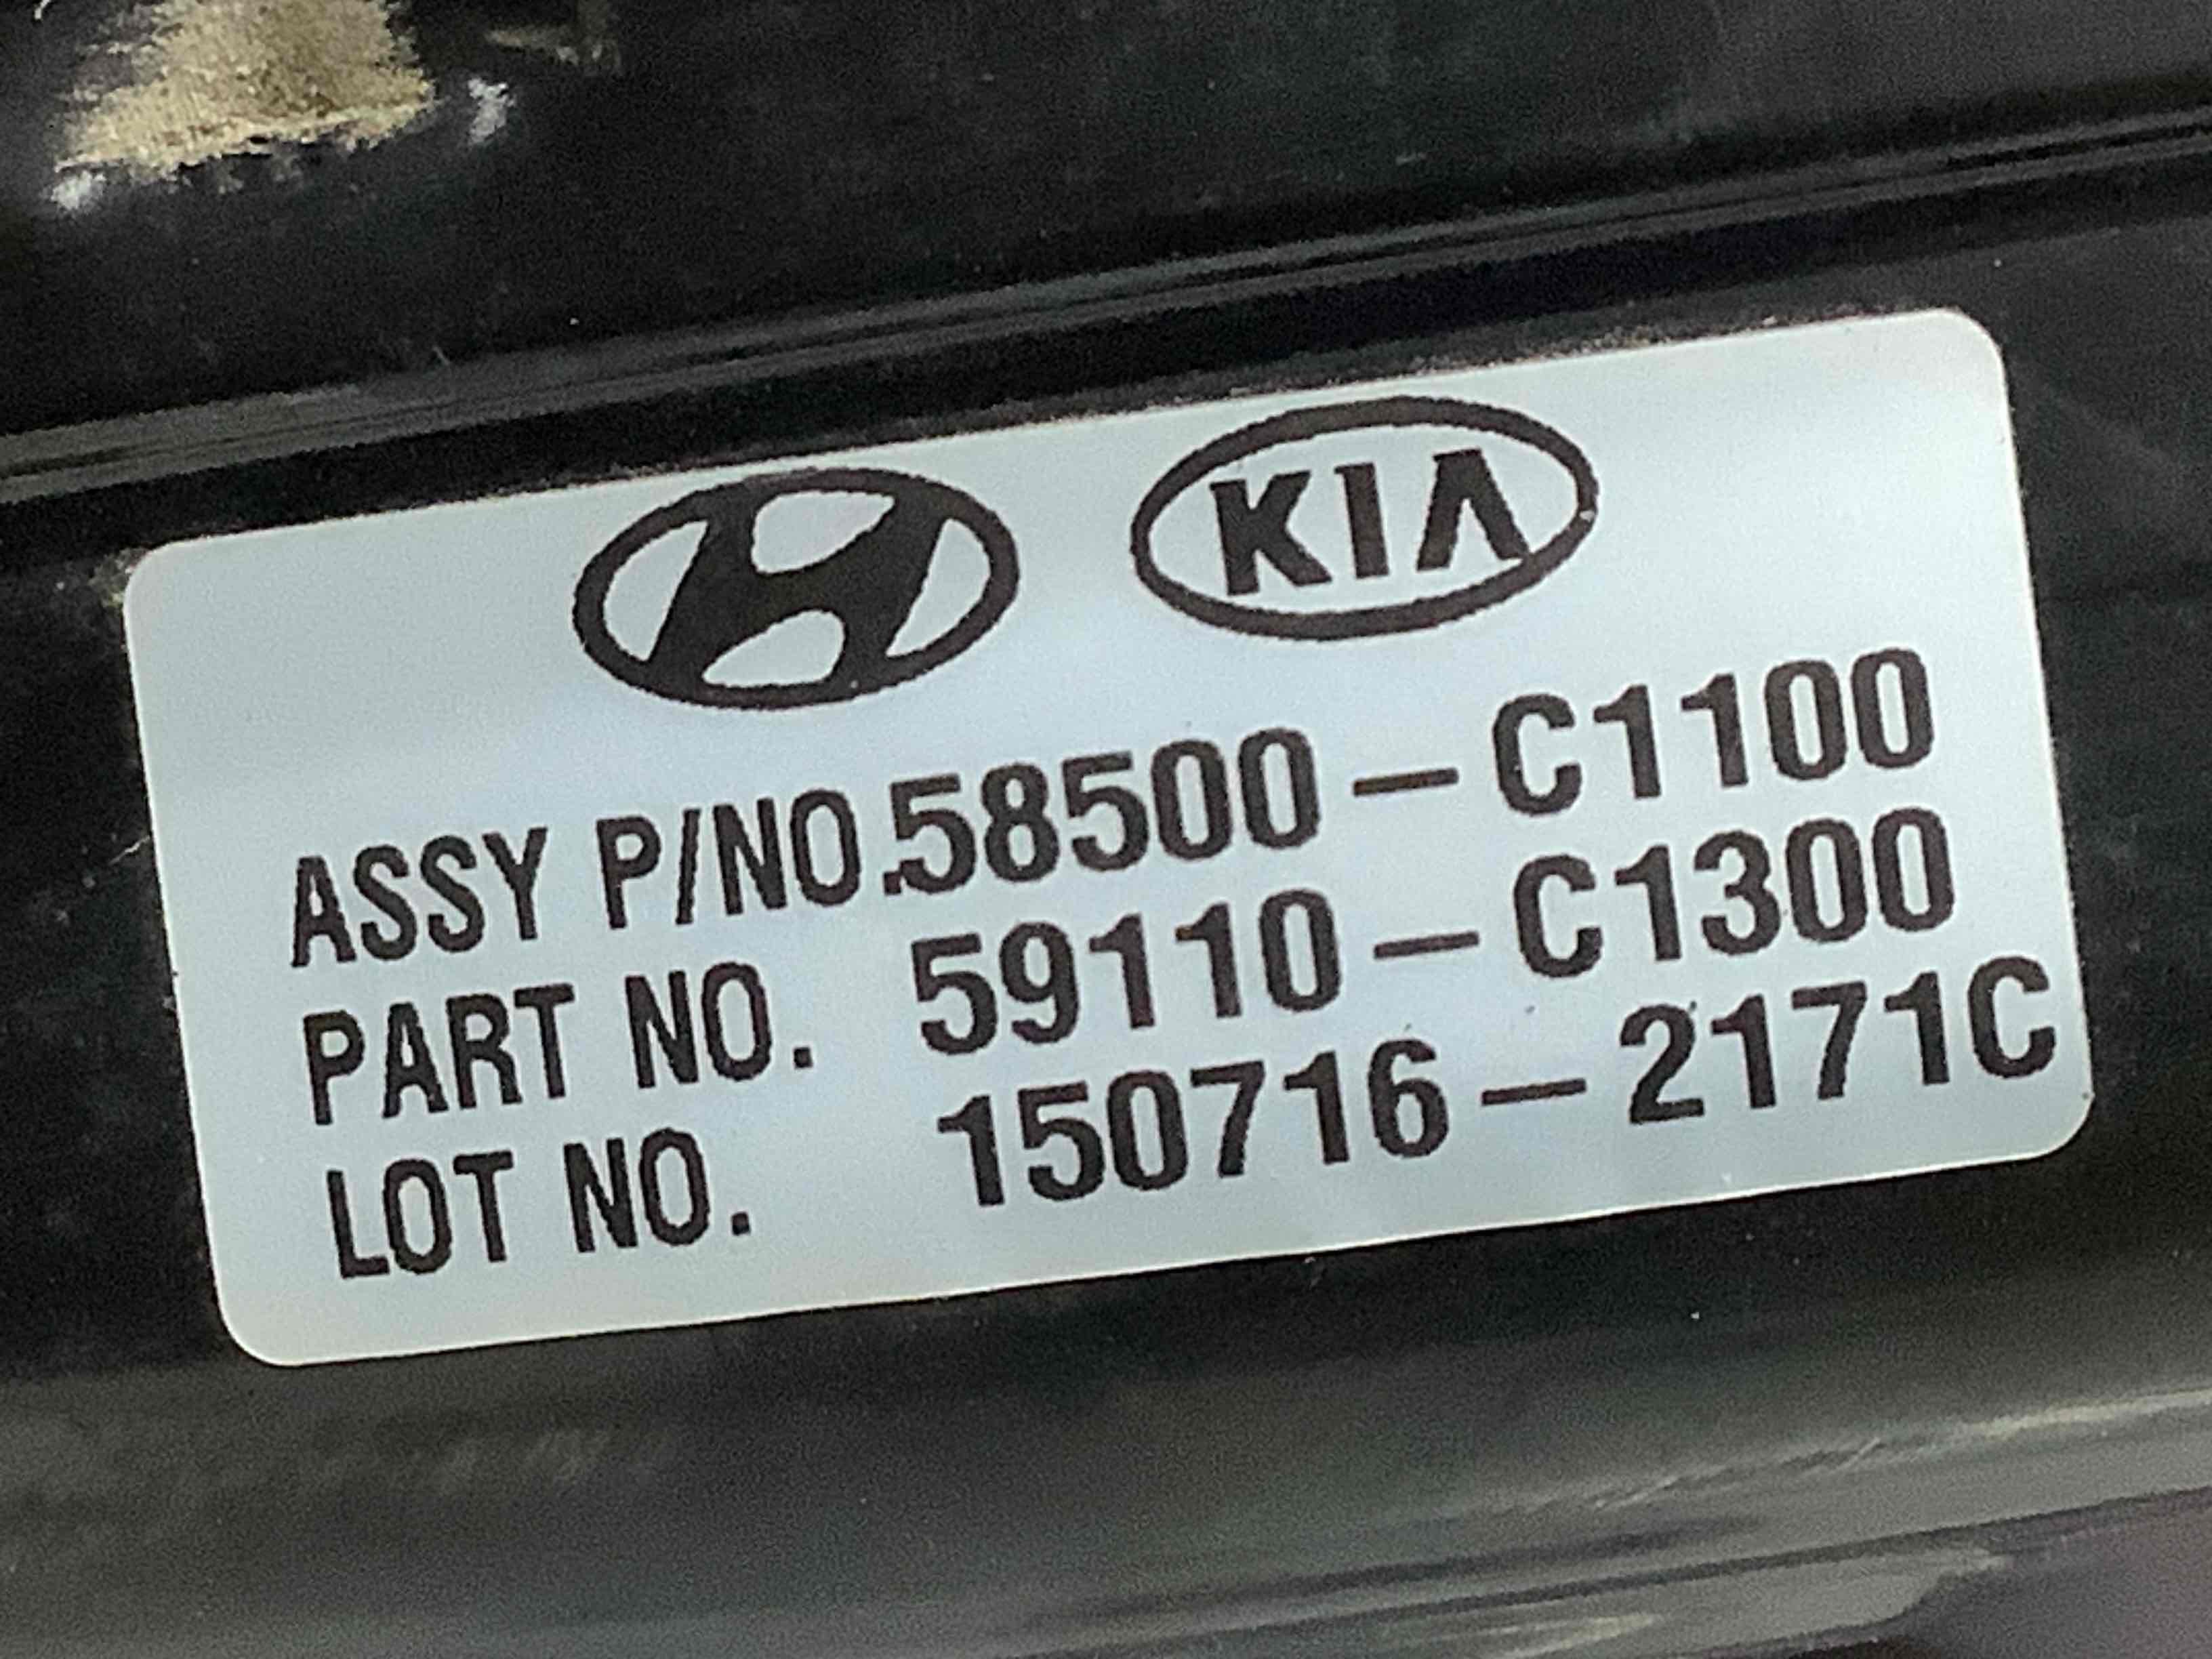 KIA
ASSY P/NO.58500-C1100
PART NO. 59110-C1300
LOT NO. 150716-2171C